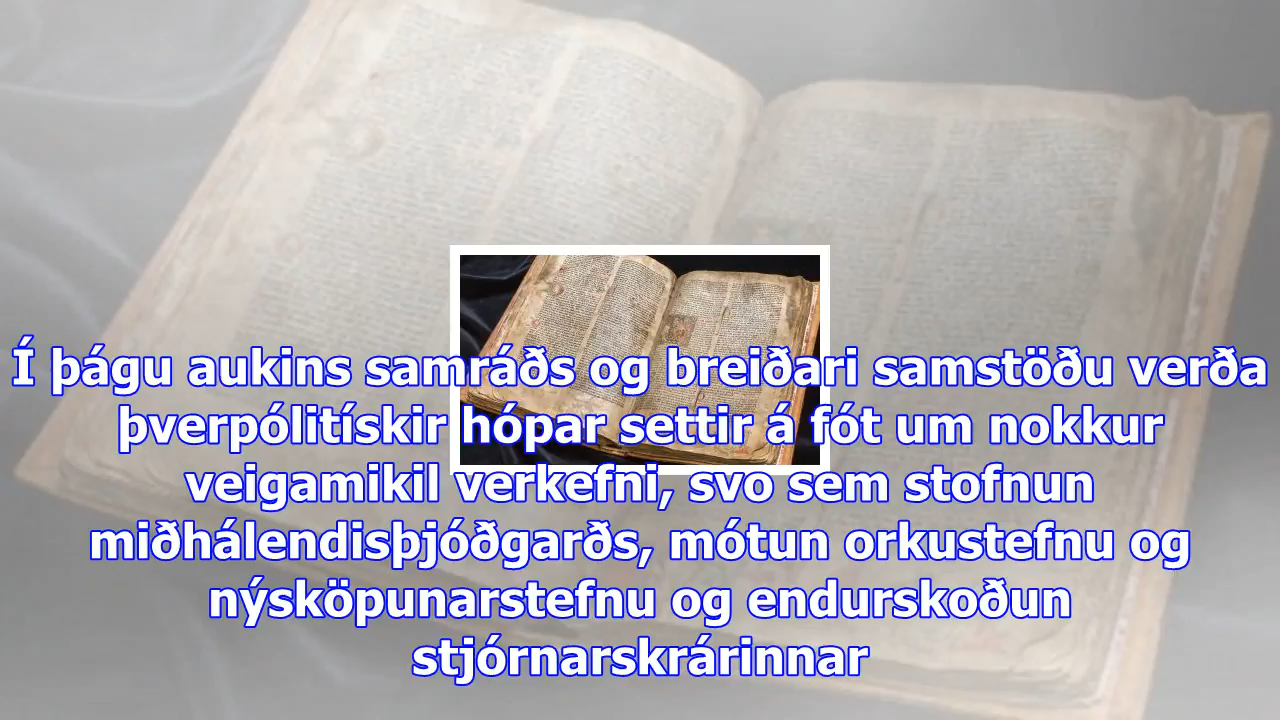 Í þágu aukins samráðs og breiðari samstöðu verða
þverpólitískir hópar settir á fót um nokkur
veigamikil verkefni, svo sem stofnun
miðhálendisþjóðgarðs, mótun orkustefnu og
nýsköpunarstefnu og endurskoðun
stjórnarskrárinnar